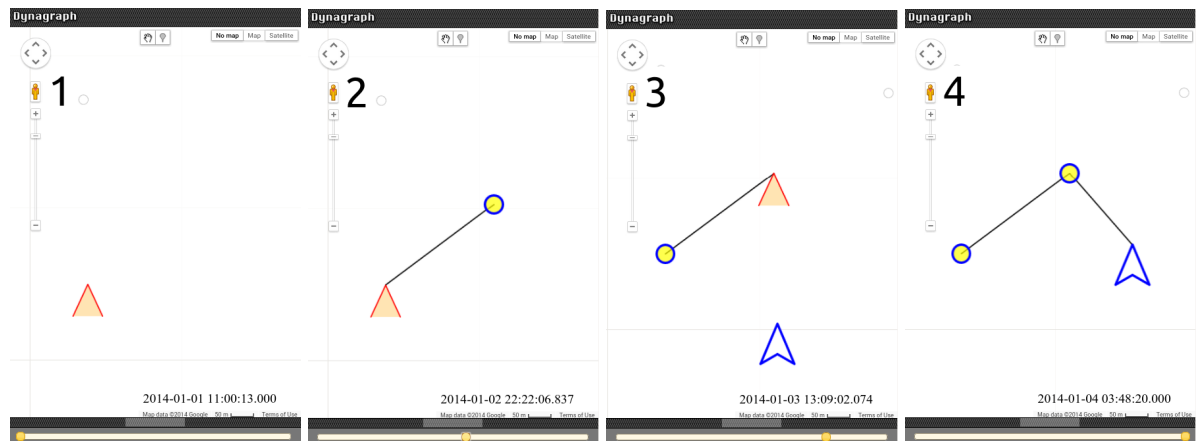 Dynagraph
No map Map Satellite
1
2014-01-01 11:00:13.000
Map data ©2014 Google 50 m Terms of Use
Dynagraph
No map Map Satellite
2
2014-01-02 22:22:06.837
Map data ©2014 Google 50 m Terms of Use
Dynagraph
No map Map Satellite
3
2014-01-03 13:09:02.074
Map data ©2014 Google 50 m Terms of Use
Dynagraph
No map Map Satellite
4
2014-01-04 03:48:20.000
Map data ©2014 Google 50 m Terms of Use